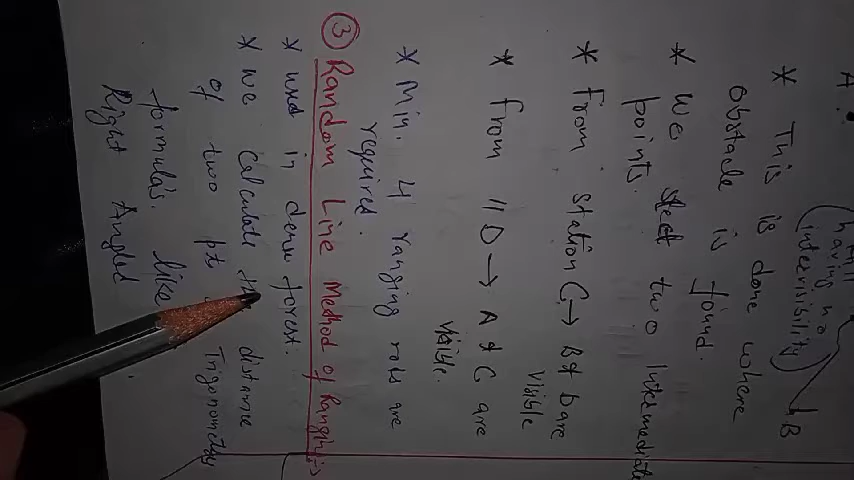 A
(having no
intervisibility) B
* This is done where
obstacle is found.
* We select two Intermediate
points.
* From station C → B & D are
visible
* From 〃 D → A & C are
visible.
* Min. 4 ranging rods are
required.
③ Random Line Method of Ranging:-
* Used in dense forest.
* We calculate distance
of two pts Trigonometry
formula's. like
Right Angled